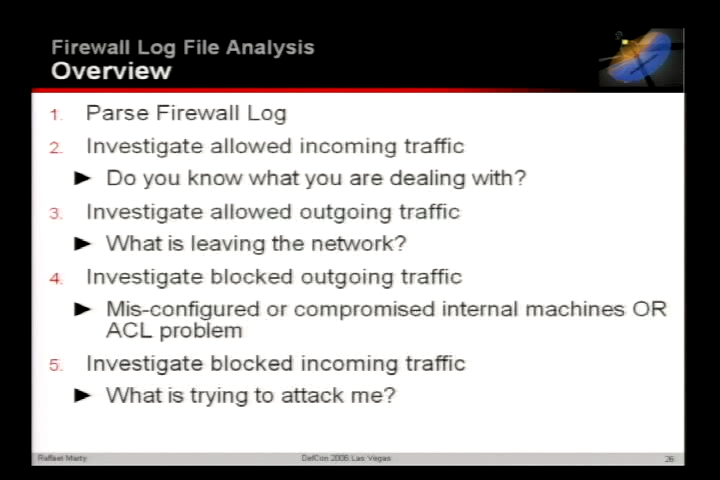 Firewall Log File Analysis
Overview
1. Parse Firewall Log
2. Investigate allowed incoming traffic
► Do you know what you are dealing with?
3. Investigate allowed outgoing traffic
► What is leaving the network?
4. Investigate blocked outgoing traffic
► Mis-configured or compromised internal machines OR
ACL problem
5. Investigate blocked incoming traffic
► What is trying to attack me?
Raffael Marty DefCon 2006 Las Vegas 26